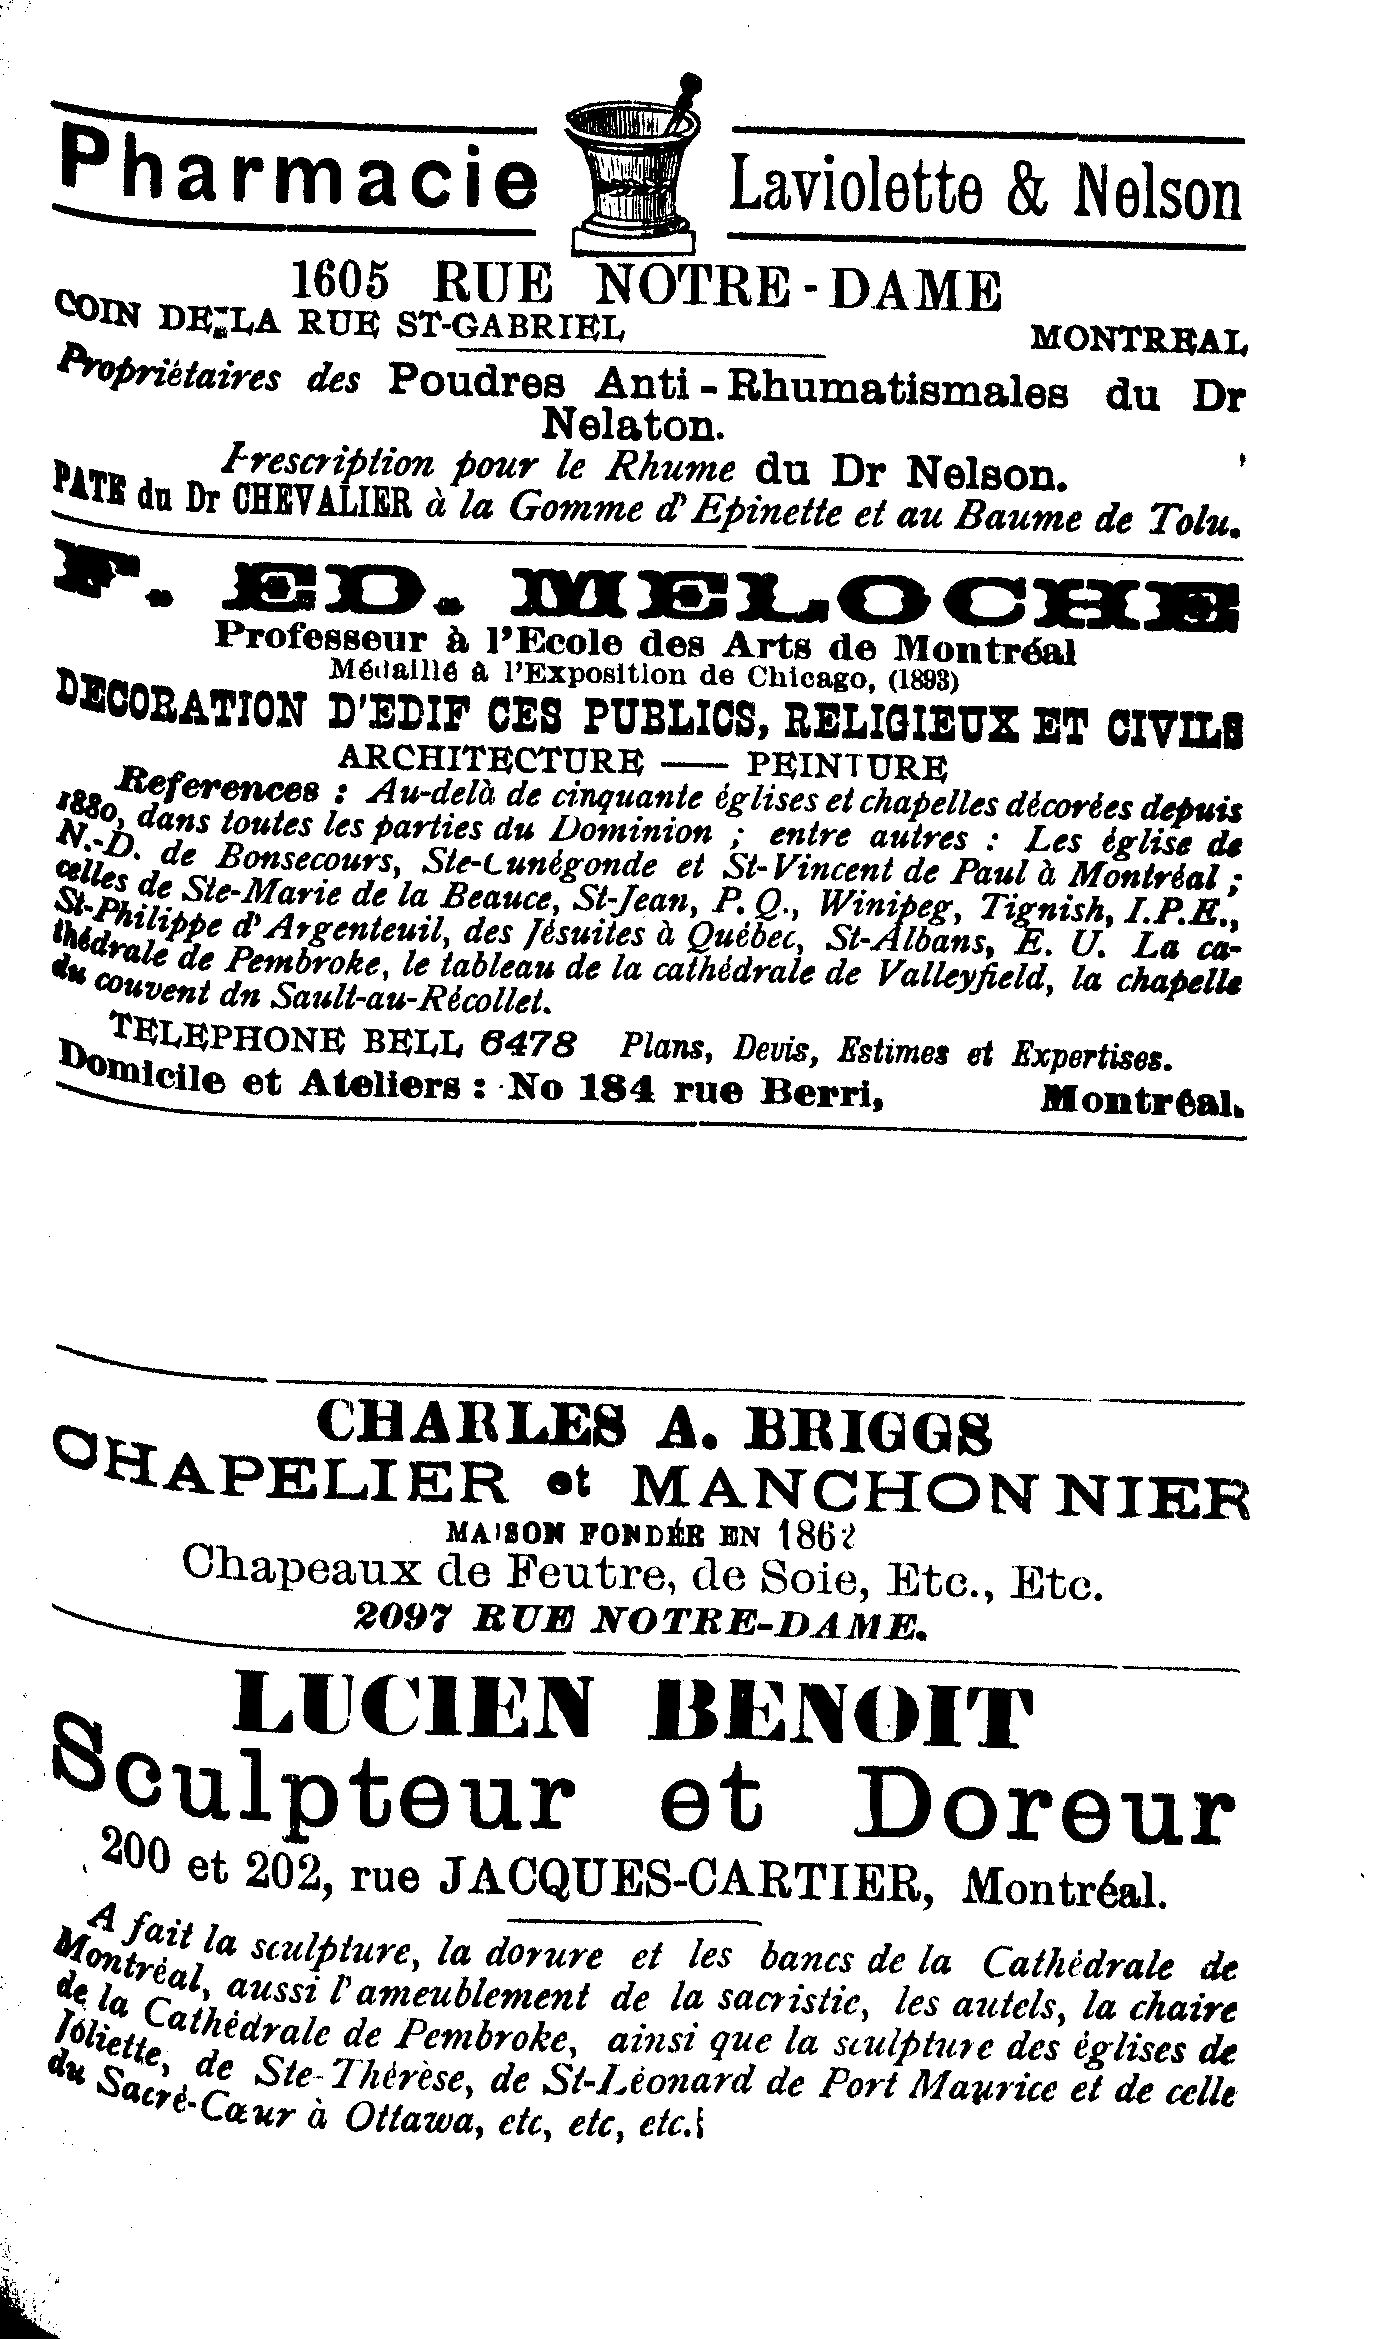 Pharmacie Laviolette & Nelson
1605 RUE NOTRE-DAME
COIN DE LA RUE ST-GABRIEL MONTREAL
Propriétaires des Poudres Anti-Rhumatismales du Dr
Nelaton.
Prescription pour le Rhume du Dr Nelson.
PATE du Dr CHEVALIER à la Gomme d'Epinette et au Baume de Tolu.
F. ED. MELOCHE
Professeur à l'Ecole des Arts de Montréal
Médaillé à l'Exposition de Chicago, (1893)
DECORATION D'EDIF CES PUBLICS, RELIGIEUX ET CIVILS
ARCHITECTURE — PEINTURE
References : Au-delà de cinquante églises et chapelles décorées depuis
1880, dans toutes les parties du Dominion ; entre autres : Les église de
N.-D. de Bonsecours, Ste-Cunégonde et St-Vincent de Paul à Montréal ;
celles de Ste-Marie de la Beauce, St-Jean, P. Q., Winipeg, Tignish, I.P.E.,
St-Philippe d'Argenteuil, des Jésuites à Québec, St-Albans, E. U. La ca-
thédrale de Pembroke, le tableau de la cathédrale de Valleyfield, la chapelle
du couvent dn Sault-au-Récollet.
TELEPHONE BELL 6478 Plans, Devis, Estimes et Expertises.
Domicile et Ateliers : No 184 rue Berri, Montréal.
CHARLES A. BRIGGS
CHAPELIER et MANCHONNIER
MAISON FONDÉE EN 1862
Chapeaux de Feutre, de Soie, Etc., Etc.
2097 RUE NOTRE-DAME.
LUCIEN BENOIT
Sculpteur et Doreur
200 et 202, rue JACQUES-CARTIER, Montréal.
A fait la sculpture, la dorure et les bancs de la Cathédrale de
Montréal, aussi l'ameublement de la sacristie, les autels, la chaire
de la Cathédrale de Pembroke, ainsi que la sculpture des églises de
Joliette, de Ste-Thérèse, de St-Léonard de Port Maurice et de celle
du Sacré-Cœur à Ottawa, etc, etc, etc.